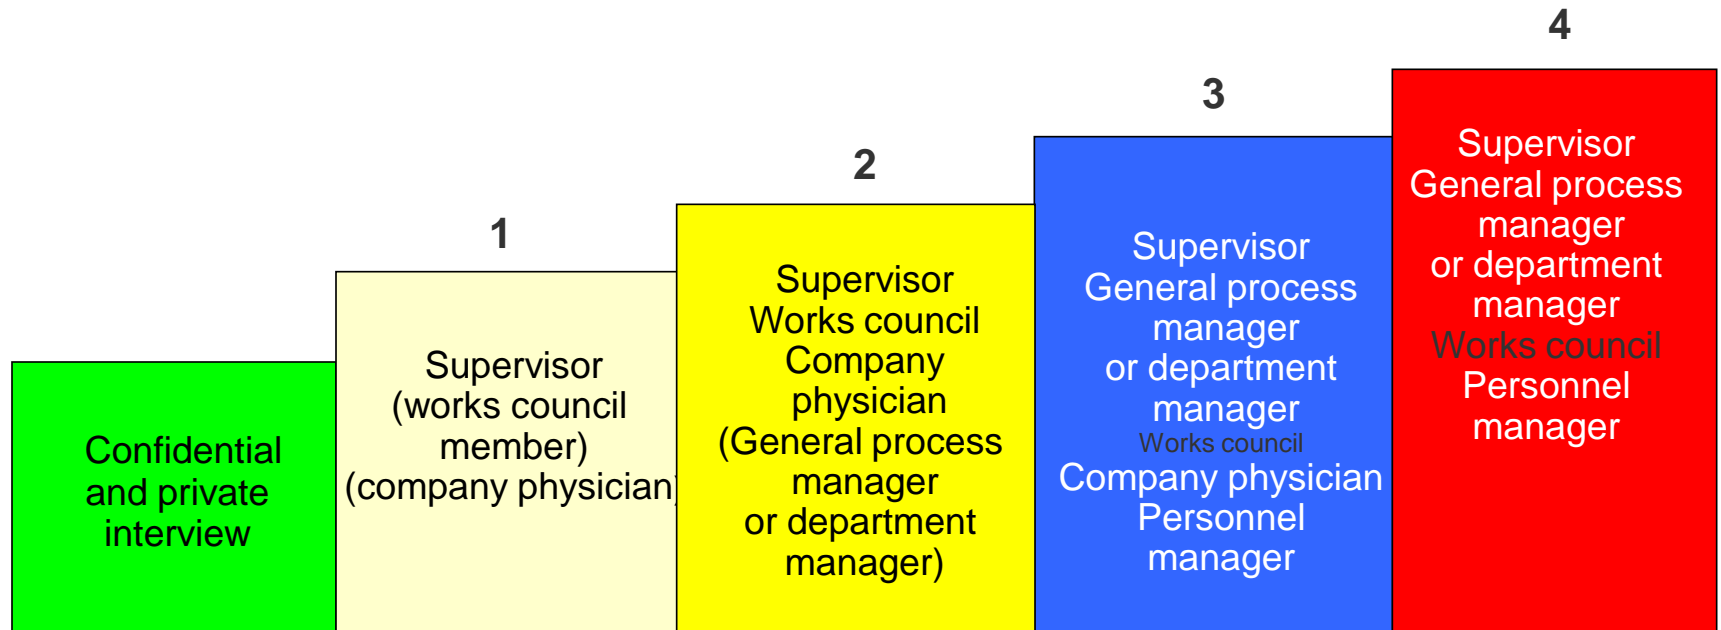 Confidential
and private
interview
1
Supervisor
(works council
member)
(company physician)
2
Supervisor
Works council
Company
physician
(General process
manager
or department
manager)
3
Supervisor
General process
manager
or department
manager
Works council
Company physician
Personnel
manager
4
Supervisor
General process
manager
or department
manager
Works council
Personnel
manager